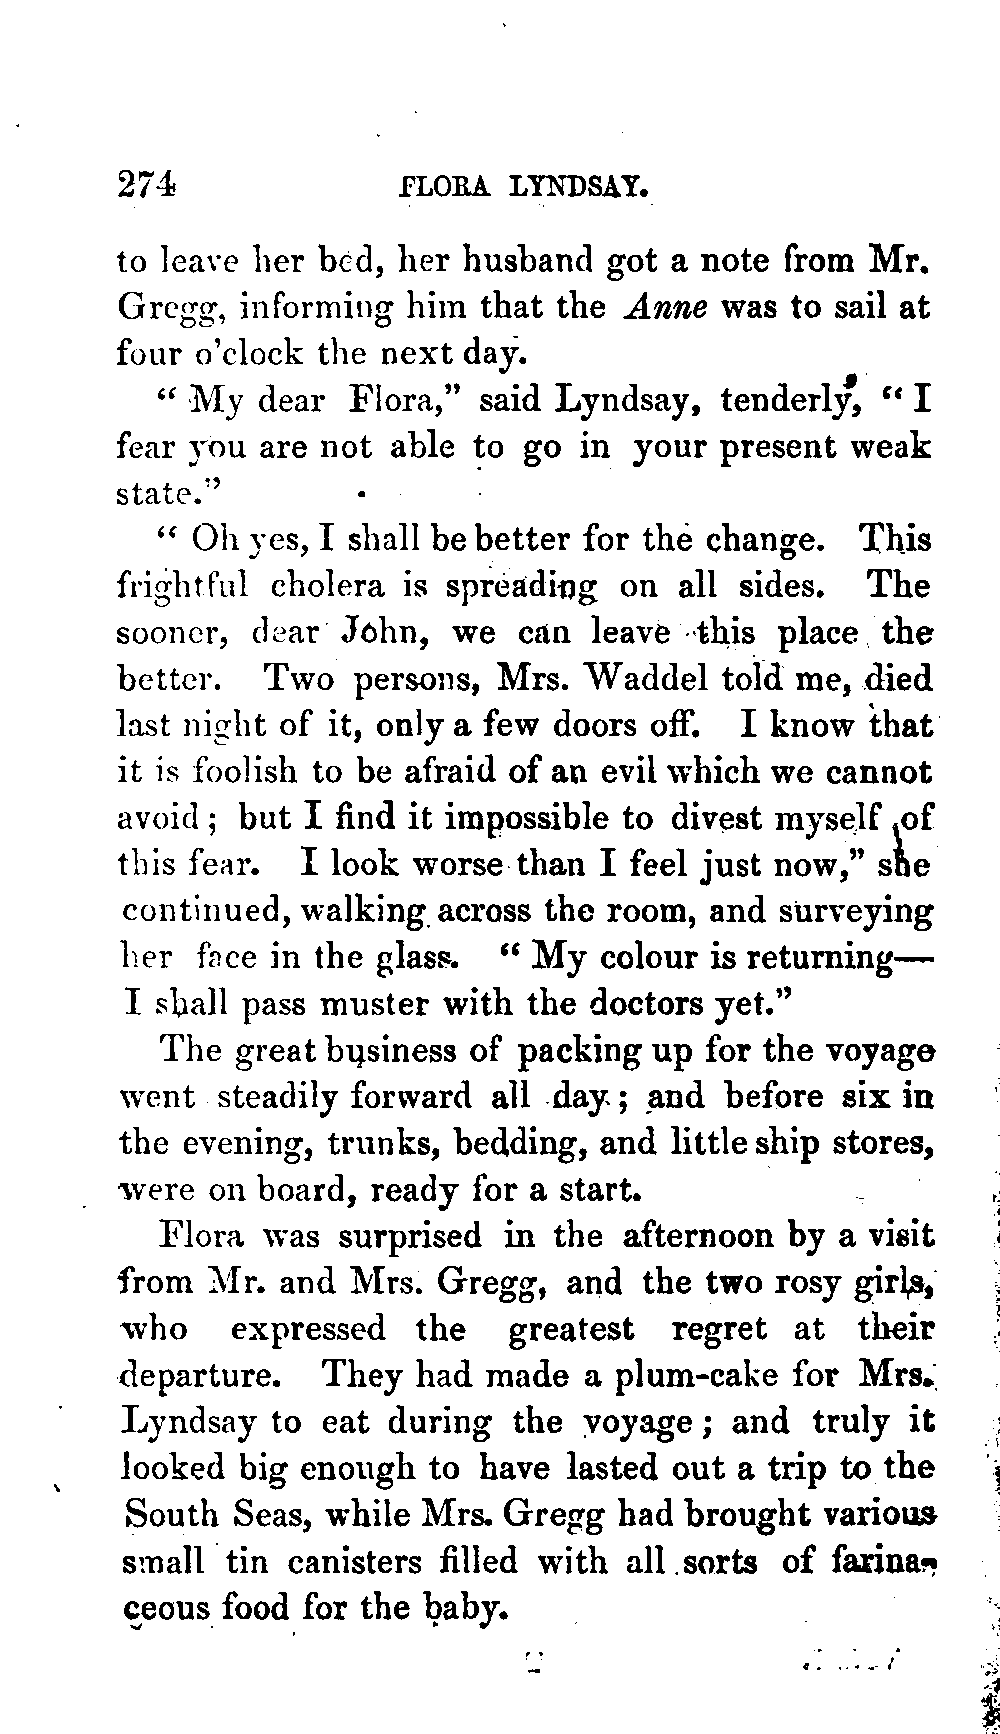 274 FLORA LYNDSAY.
to leave her bed, her husband got a note from Mr.
Gregg, informing him that the Anne was to sail at
four o'clock the next day.
“ My dear Flora,” said Lyndsay, tenderly, “ I
fear you are not able to go in your present weak
state.”
“ Oh yes, I shall be better for the change. This
frightful cholera is spreading on all sides. The
sooner, dear John, we can leave this place the
better. Two persons, Mrs. Waddel told me, died
last night of it, only a few doors off. I know that
it is foolish to be afraid of an evil which we cannot
avoid ; but I find it impossible to divest myself of
this fear. I look worse than I feel just now,” she
continued, walking across the room, and surveying
her face in the glass. “ My colour is returning—
I shall pass muster with the doctors yet.”
The great business of packing up for the voyage
went steadily forward all day ; and before six in
the evening, trunks, bedding, and little ship stores,
were on board, ready for a start.
Flora was surprised in the afternoon by a visit
from Mr. and Mrs. Gregg, and the two rosy girls,
who expressed the greatest regret at their
departure. They had made a plum-cake for Mrs.
Lyndsay to eat during the voyage ; and truly it
looked big enough to have lasted out a trip to the
South Seas, while Mrs. Gregg had brought various
small tin canisters filled with all sorts of farina-
ceous food for the baby.